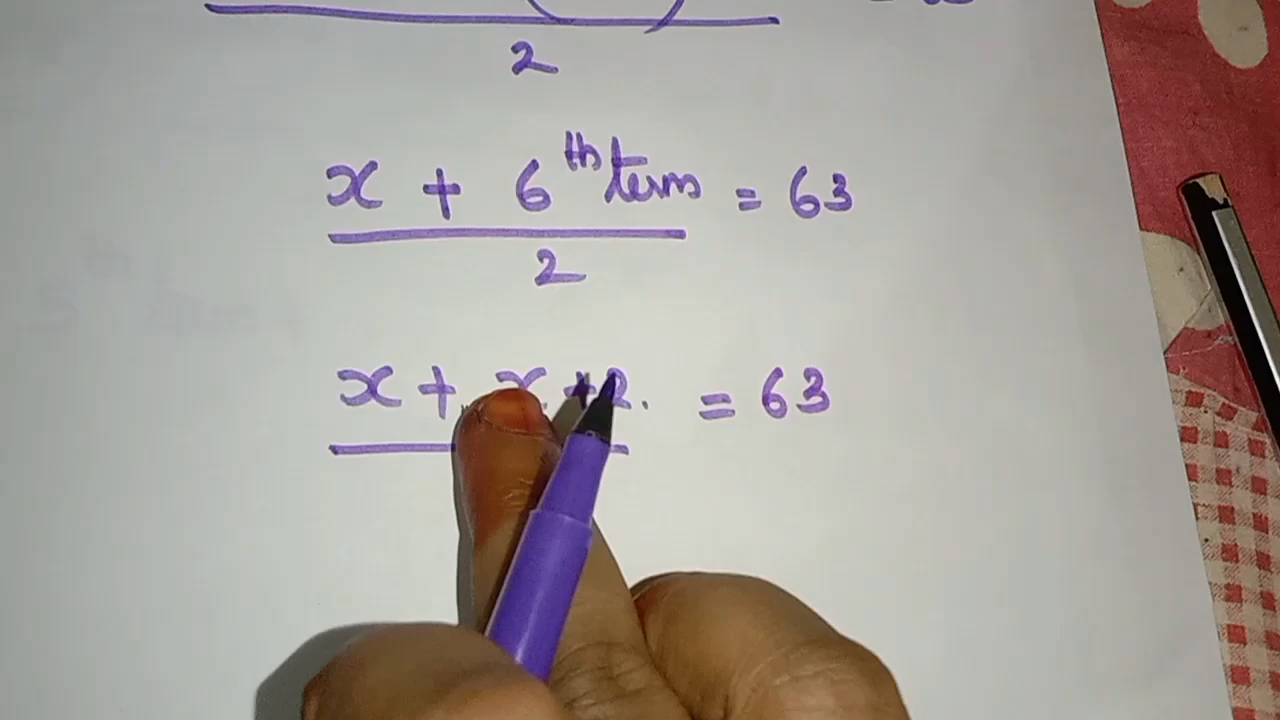 2
x + 6th term = 63
2
x + x + 2. = 63